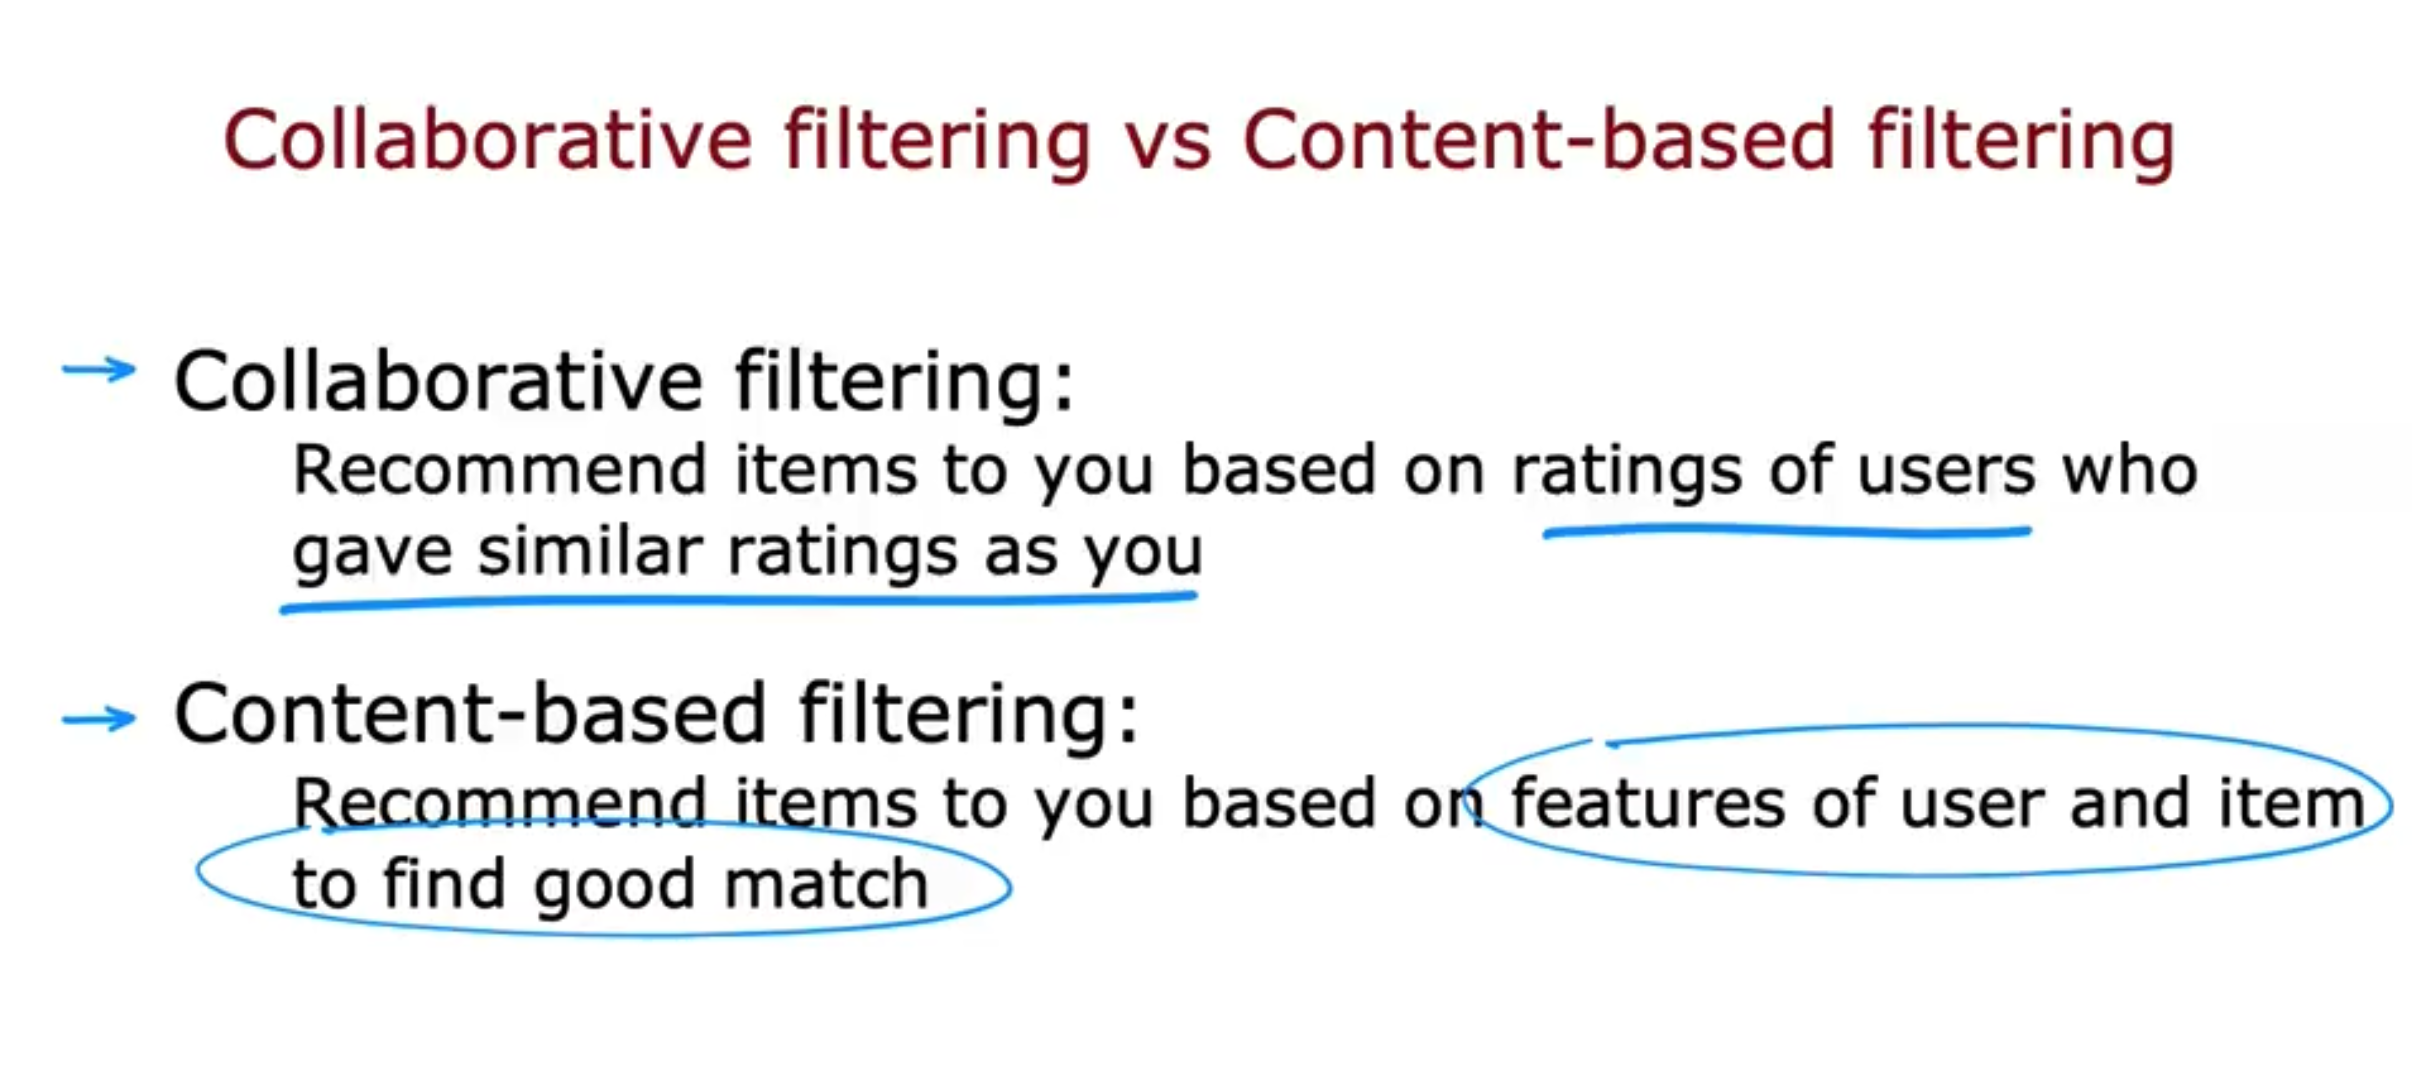 Collaborative filtering vs Content-based filtering
Collaborative filtering:
Recommend items to you based on ratings of users who
gave similar ratings as you
Content-based filtering:
Recommend items to you based on features of user and item
to find good match